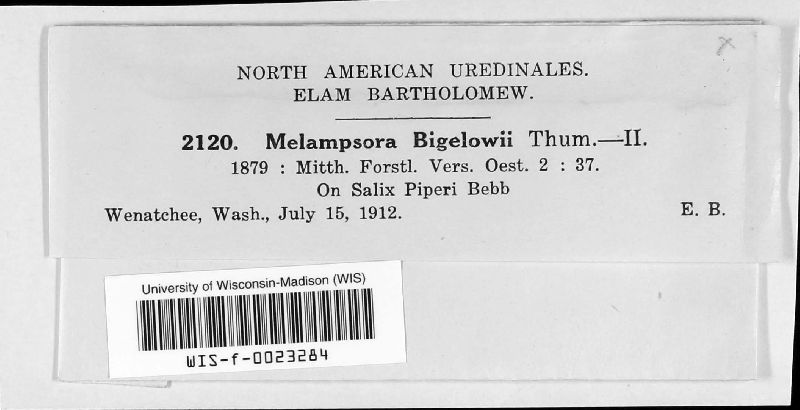 NORTH AMERICAN UREDINALES.
ELAM BARTHOLOMEW.
2120. Melampsora Bigelowii Thum.—II.
1879 : Mitth. Forstl. Vers. Oest. 2 : 37.
On Salix Piperi Bebb
Wenatchee, Wash., July 15, 1912. E. B.
University of Wisconsin-Madison (WIS)
WIS-f-0023284